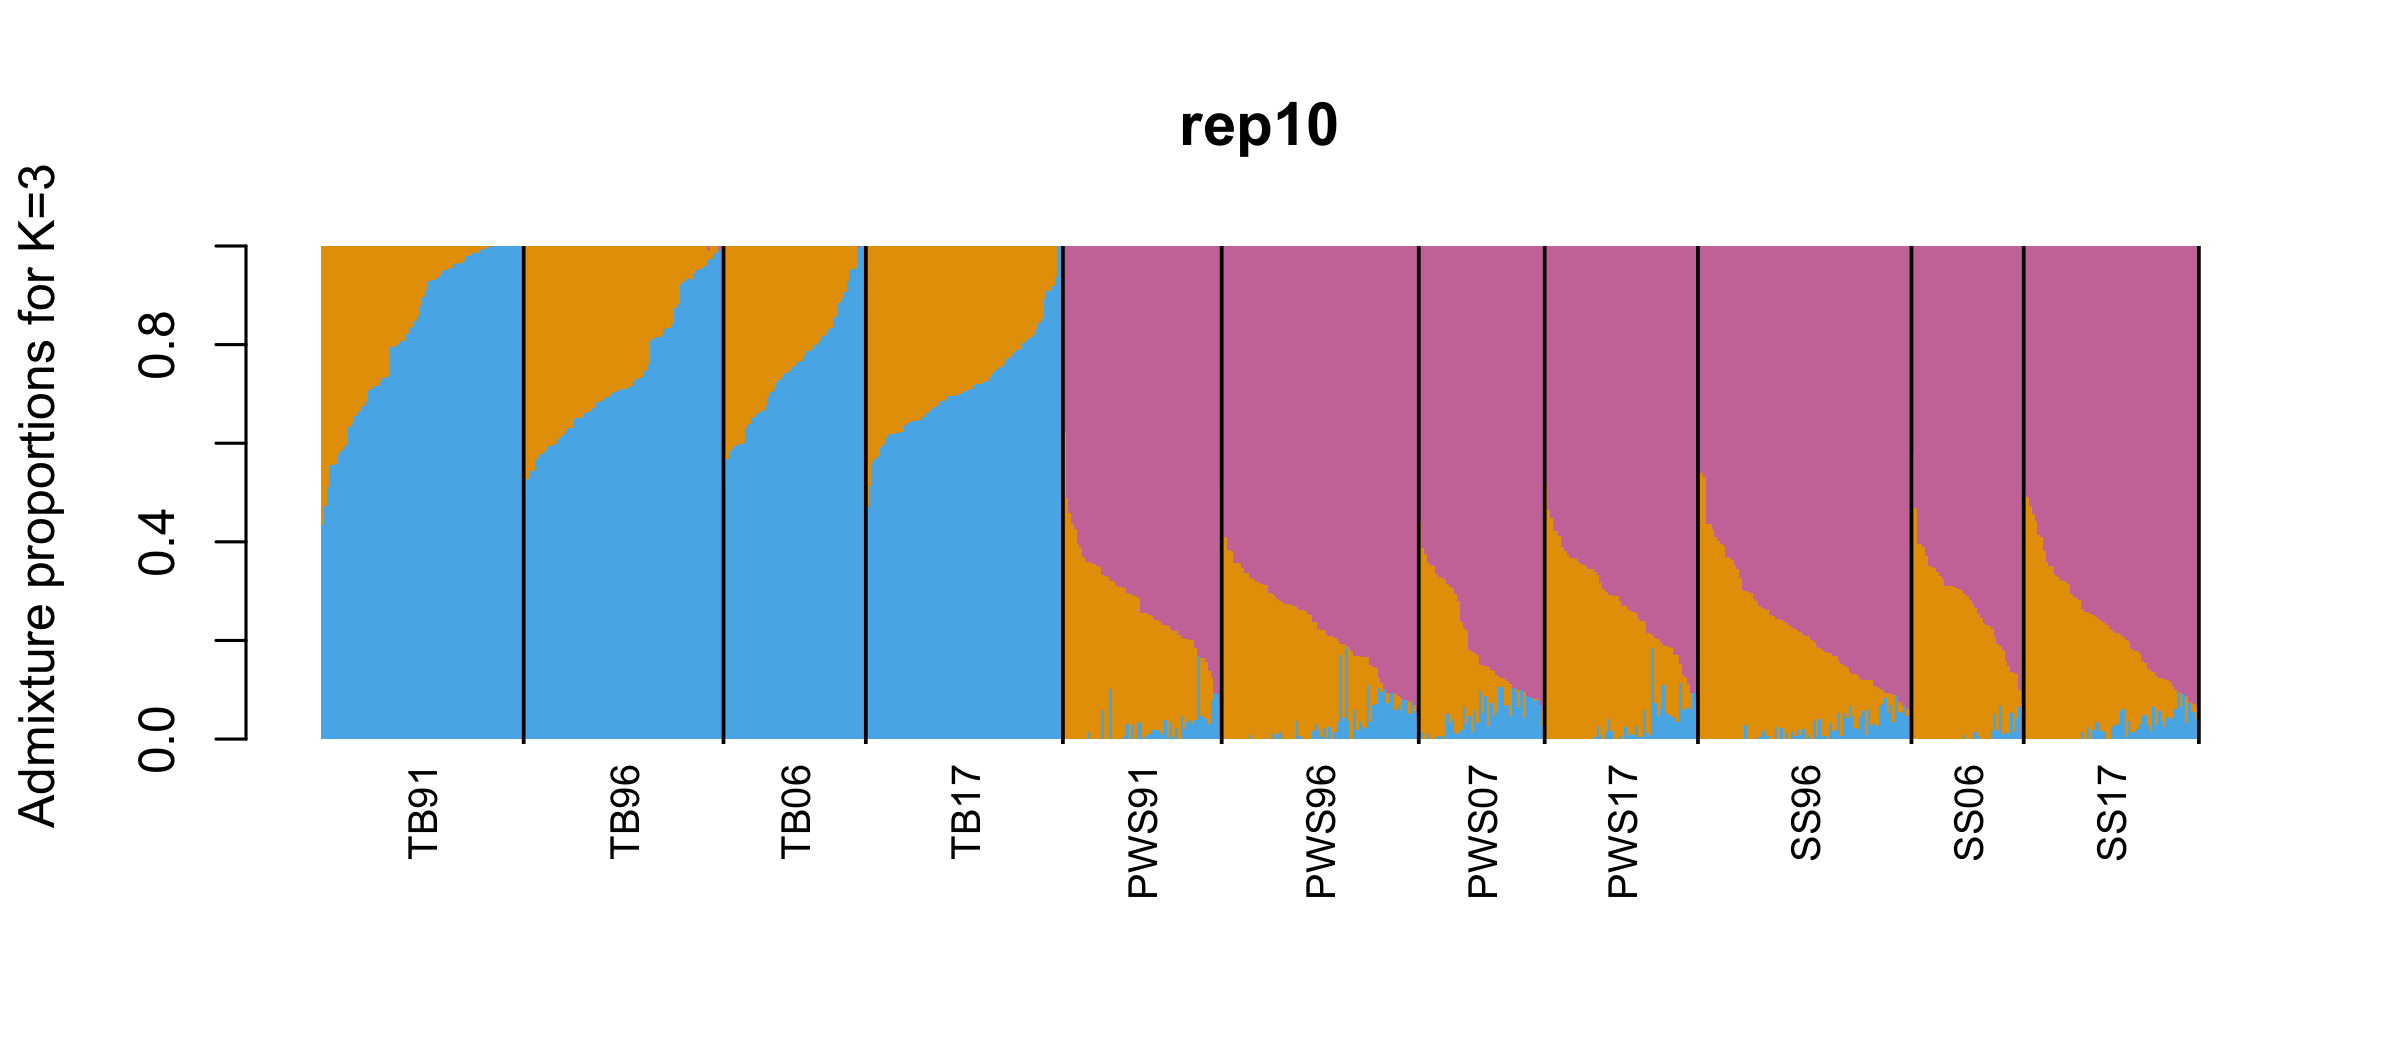 rep10
Admixture proportions for K=3
0.8
0.4
0.0
TB91
TB96
TB06
TB17
PWS91
PWS96
PWS07
PWS17
SS96
SS06
SS17